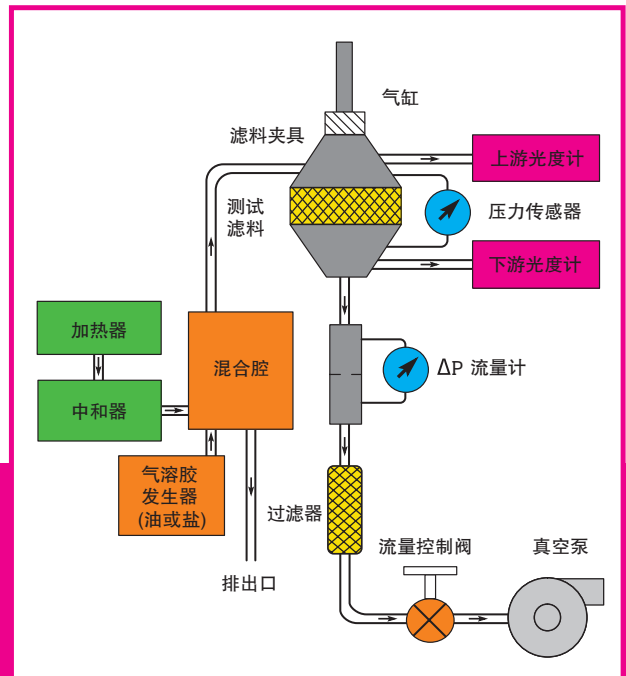 气缸
滤料夹具
上游光度计
测试
滤料
压力传感器
下游光度计
加热器
混合腔
ΔP 流量计
中和器
气溶胶
发生器
(油或盐)
过滤器
流量控制阀
真空泵
排出口